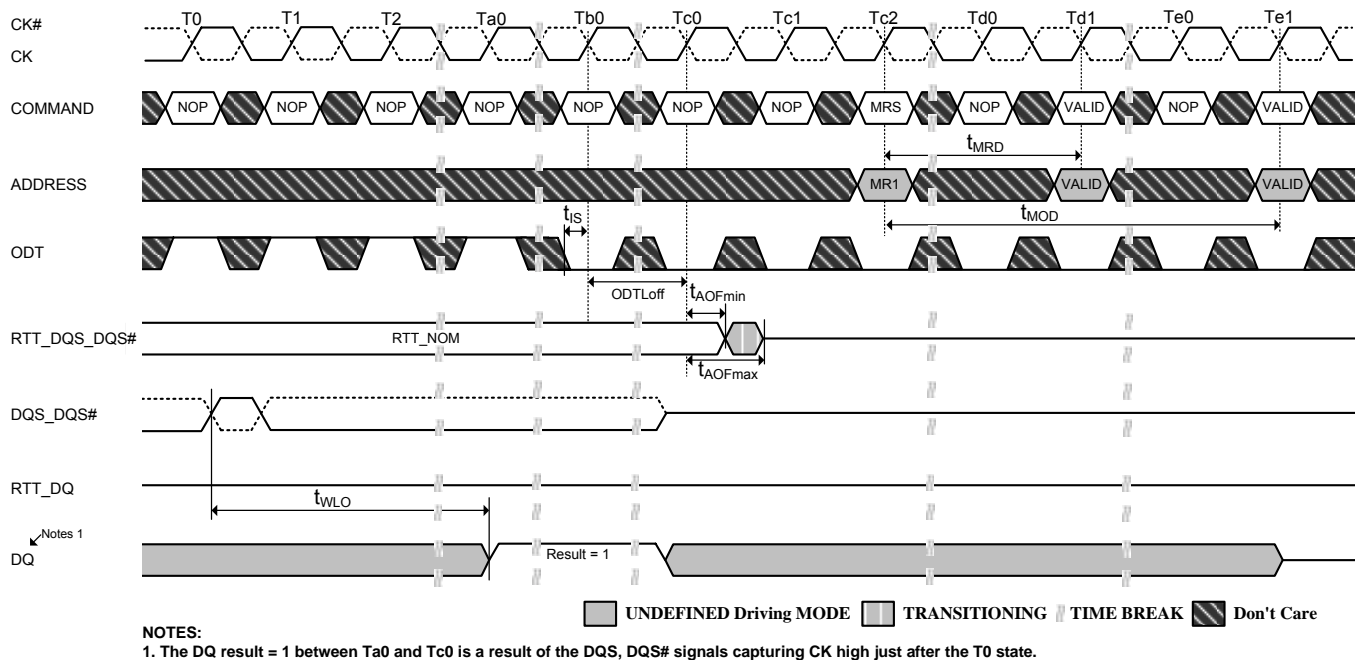 T0 T1 T2 Ta0 Tb0 Tc0 Tc1 Tc2 Td0 Td1 Te0 Te1
CK#
CK
COMMAND NOP NOP NOP NOP NOP NOP NOP MRS NOP VALID NOP VALID
tMRD
ADDRESS MR1 VALID VALID
tIS tMOD
ODT
ODTLoff tAOFmin
RTT_DQS_DQS# RTT_NOM
tAOFmax
DQS_DQS#
RTT_DQ
tWLO
Notes 1
DQ Result = 1
UNDEFINED Driving MODE TRANSITIONING TIME BREAK Don't Care
NOTES:
1. The DQ result = 1 between Ta0 and Tc0 is a result of the DQS, DQS# signals capturing CK high just after the T0 state.